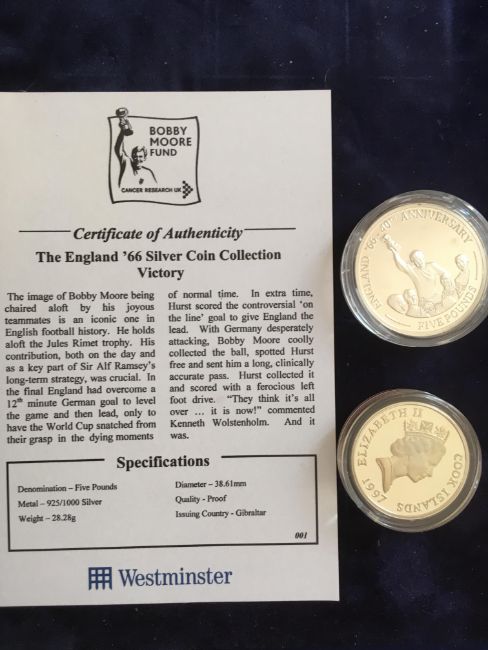 BOBBY
MOORE
FUND
CANCER RESEARCH UK
Certificate of Authenticity
The England '66 Silver Coin Collection
Victory
The image of Bobby Moore being
chaired aloft by his joyous
teammates is an iconic one in
English football history. He holds
aloft the Jules Rimet trophy. His
contribution, both on the day and
as a key part of Sir Alf Ramsey's
long-term strategy, was crucial. In
the final England had overcome a
12th minute German goal to level
the game and then lead, only to
have the World Cup snatched from
their grasp in the dying moments
of normal time. In extra time,
Hurst scored the controversial 'on
the line' goal to give England the
lead. With Germany desperately
attacking, Bobby Moore coolly
collected the ball, spotted Hurst
free and sent him a long, clinically
accurate pass. Hurst collected it
and scored with a ferocious left
foot drive. "They think it's all
over ... it is now!" commented
Kenneth Wolstenholm. And it
was.
Specifications
Denomination – Five Pounds
Metal – 925/1000 Silver
Weight – 28.28g
Diameter – 38.61mm
Quality - Proof
Issuing Country - Gibraltar
001
Westminster
ENGLAND '66 - 40TH ANNIVERSARY
FIVE POUNDS
ELIZABETH II
COOK ISLANDS
1997